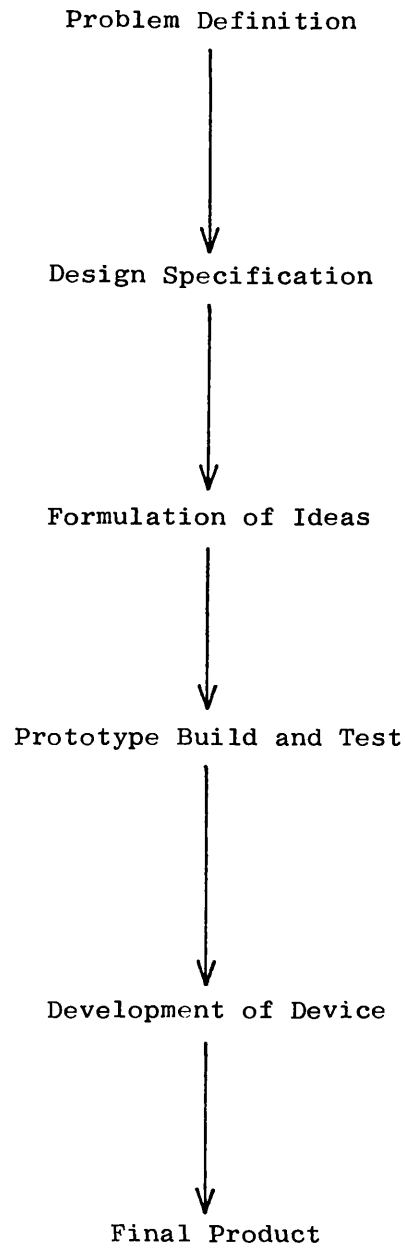 Problem Definition
Design Specification
Formulation of Ideas
Prototype Build and Test
Development of Device
Final Product